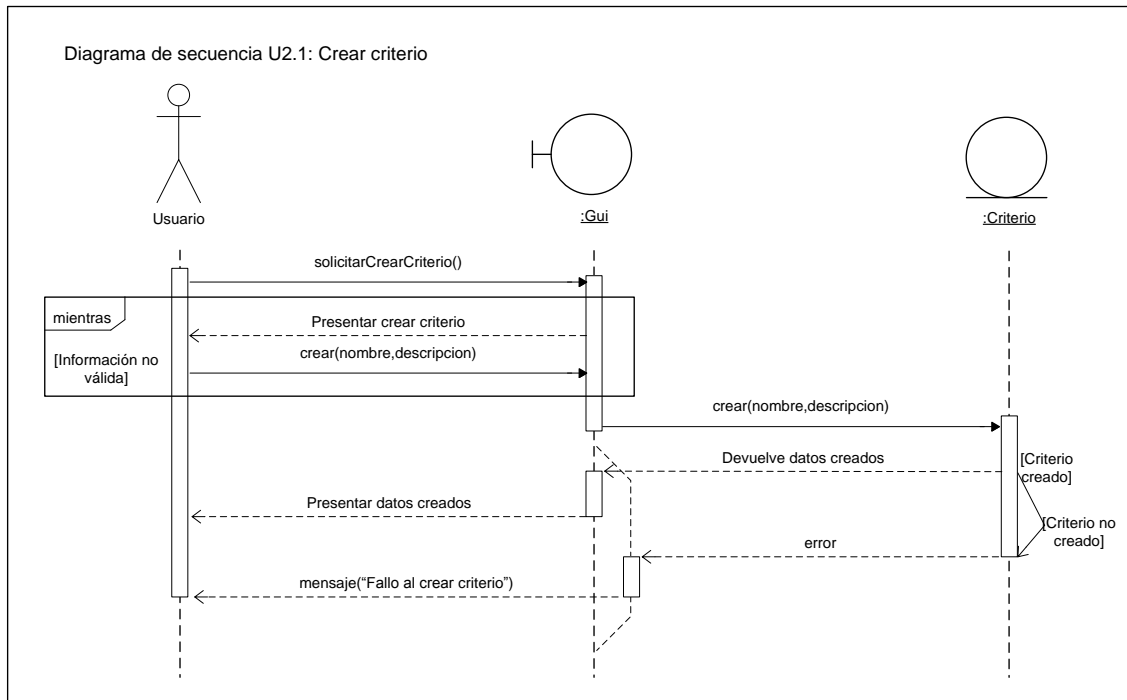 Diagrama de secuencia U2.1: Crear criterio
Usuario
:Gui
:Criterio
solicitarCrearCriterio()
mientras
Presentar crear criterio
[Información no
válida]
crear(nombre,descripcion)
crear(nombre,descripcion)
Devuelve datos creados
[Criterio
creado]
Presentar datos creados
[Criterio no
creado]
error
mensaje(“Fallo al crear criterio”)